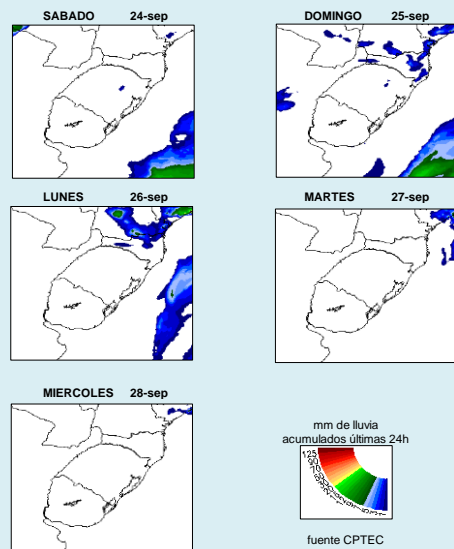 SABADO 24-sep
DOMINGO 25-sep
LUNES 26-sep
MARTES 27-sep
MIERCOLES 28-sep
mm de lluvia
acumulados últimas 24h
fuente CPTEC